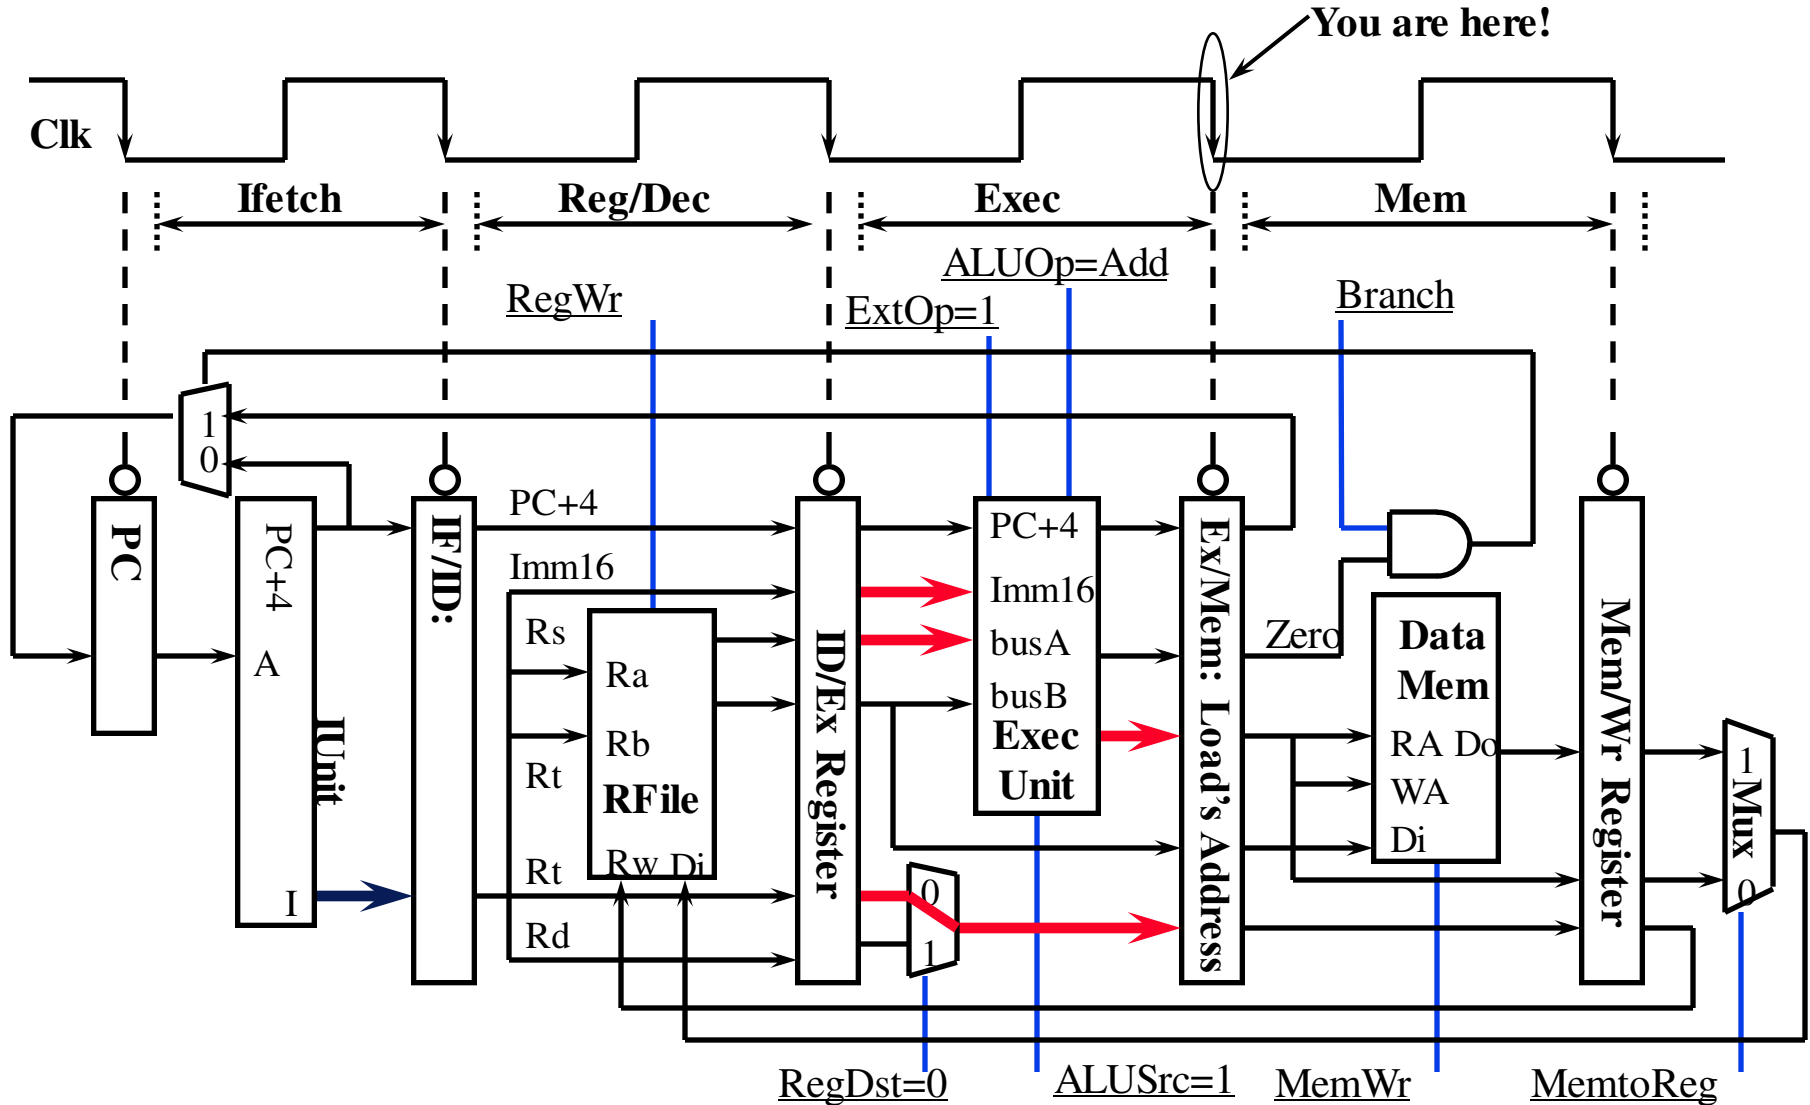 You are here!
Clk
Ifetch
Reg/Dec
Exec
Mem
ALUOp=Add
RegWr
ExtOp=1
Branch
1
0
PC
PC+4
A
IUnit
I
IF/ID:
PC+4
Imm16
Rs
Ra
Rb
Rt
RFile
Rw Di
Rt
Rd
ID/Ex Register
PC+4
Imm16
busA
busB
Exec
Unit
0
1
Ex/Mem: Load's Address
Zero
Data
Mem
RA Do
WA
Di
Mem/Wr Register
1
Mux
0
RegDst=0
ALUSrc=1
MemWr
MemtoReg